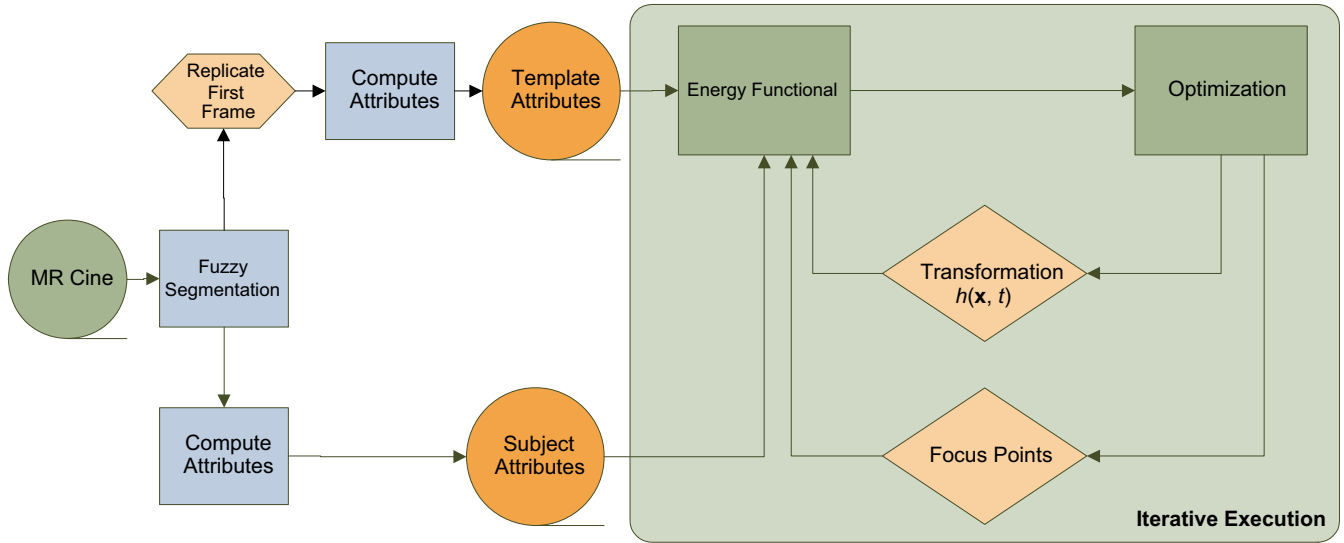 Replicate
First
Frame
Compute
Attributes
Template
Attributes
Energy Functional
Optimization
MR Cine
Fuzzy
Segmentation
Transformation
h(x, t)
Compute
Attributes
Subject
Attributes
Focus Points
Iterative Execution